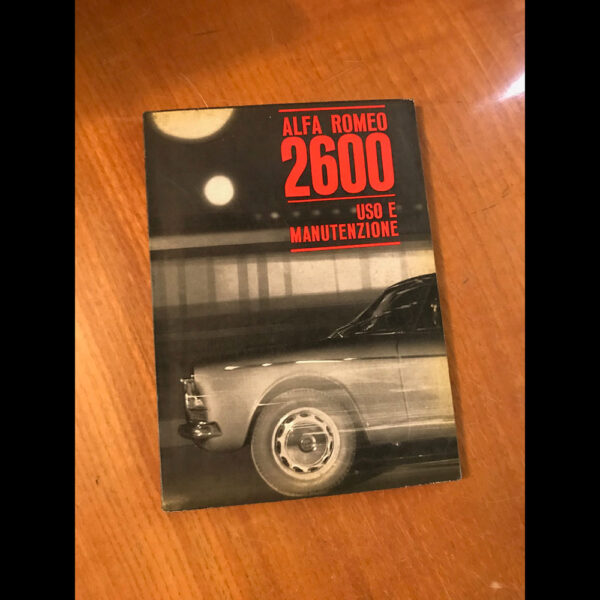 ALFA ROMEO
2600
USO E
MANUTENZIONE